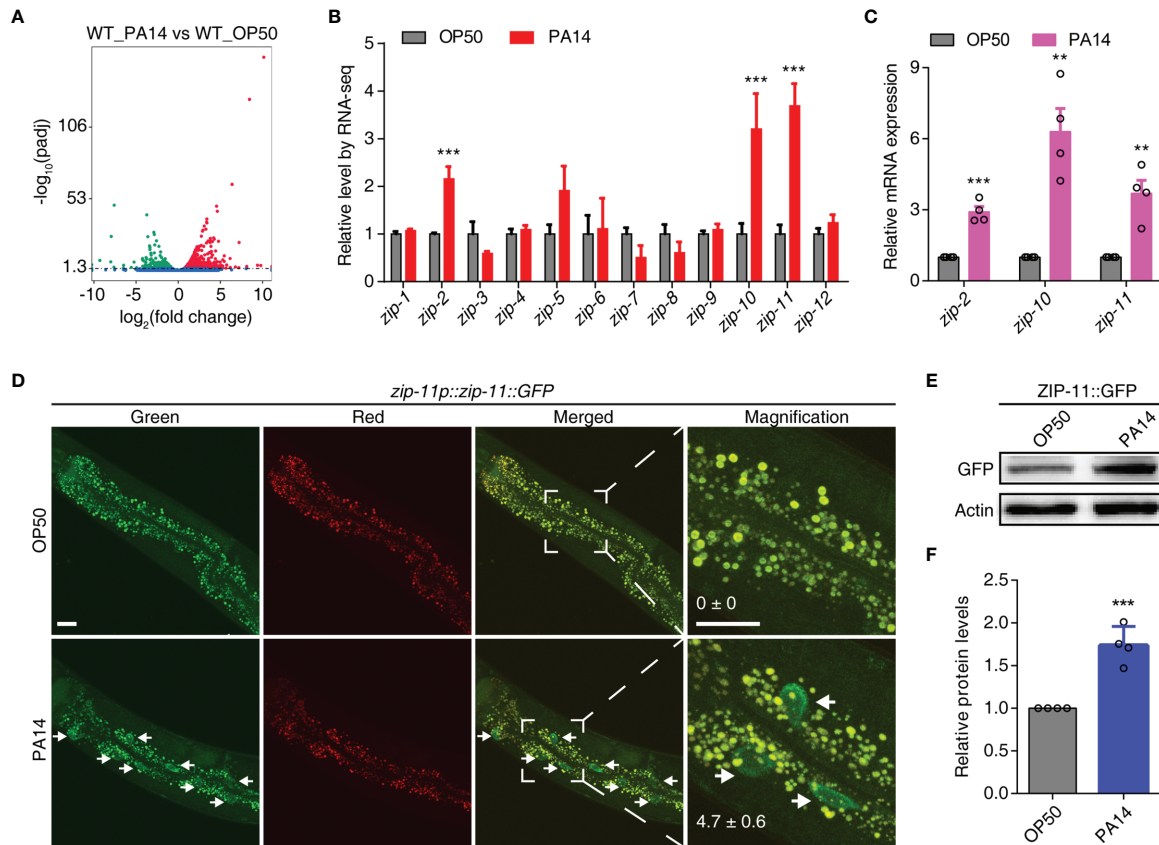 A
WT_PA14 vs WT_OP50
-log10(padj)
106
53
1.3
-10
-5
0
5
10
log2(fold change)
B
OP50
PA14
Relative level by RNA-seq
5
4
3
2
1
0
***
***
***
zip-1
zip-2
zip-3
zip-4
zip-5
zip-6
zip-7
zip-8
zip-9
zip-10
zip-11
zip-12
C
OP50
PA14
Relative mRNA expression
9
6
3
0
***
**
**
zip-2
zip-10
zip-11
D
zip-11p::zip-11::GFP
Green
Red
Merged
Magnification
OP50
0 ± 0
PA14
4.7 ± 0.6
E
ZIP-11::GFP
OP50
PA14
GFP
Actin
F
Relative protein levels
2.5
2.0
1.5
1.0
0.5
0.0
***
OP50
PA14